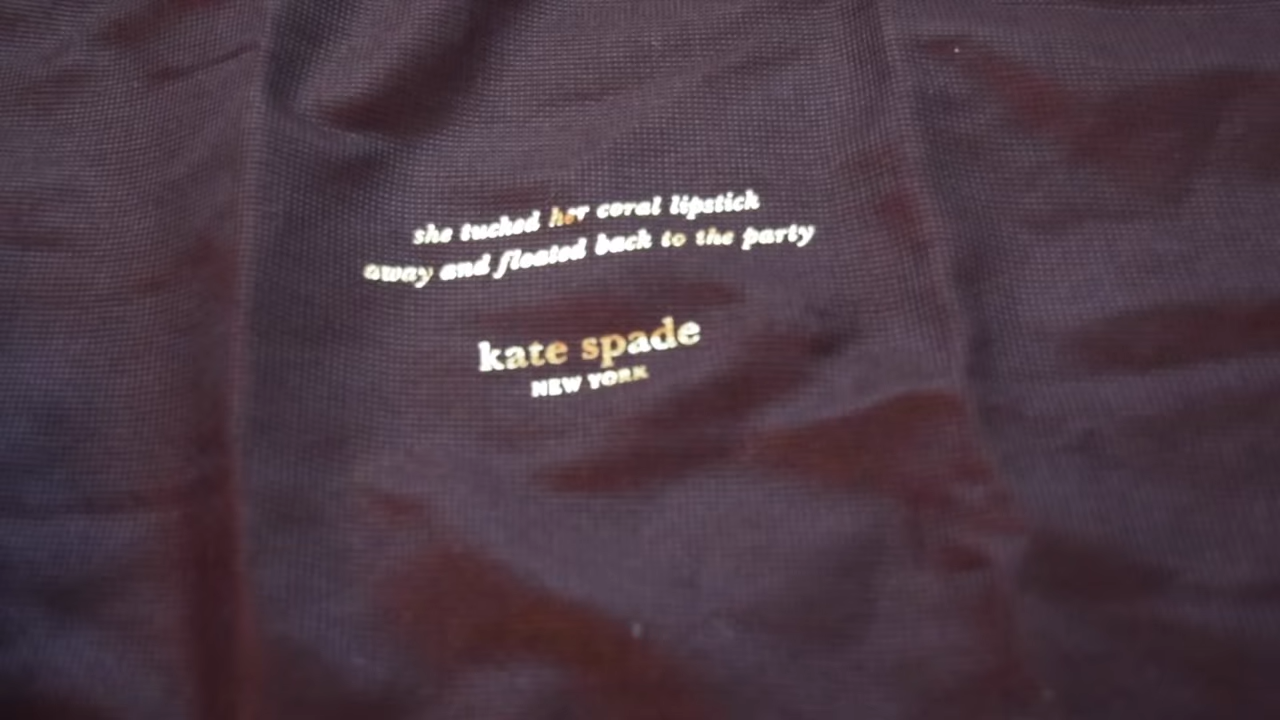 she tucked her coral lipstick
away and floated back to the party
kate spade
NEW YORK